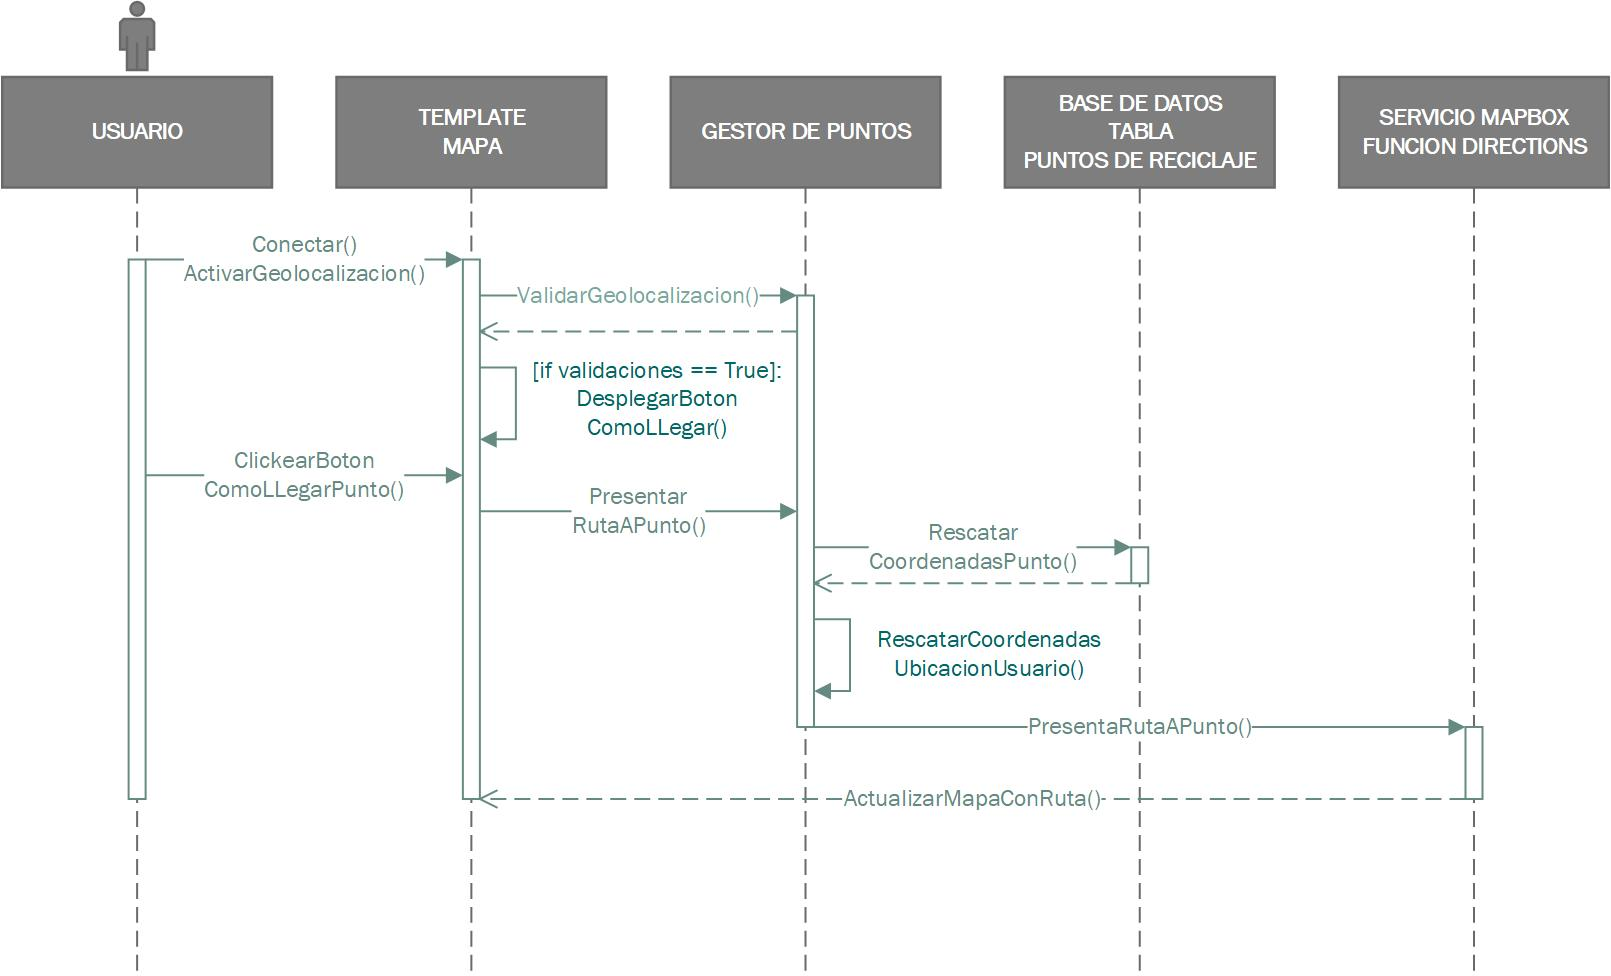 USUARIO
TEMPLATE
MAPA
GESTOR DE PUNTOS
BASE DE DATOS
TABLA
PUNTOS DE RECICLAJE
SERVICIO MAPBOX
FUNCION DIRECTIONS
Conectar()
ActivarGeolocalizacion()
ValidarGeolocalizacion()
[if validaciones == True]:
DesplegarBoton
ComoLLegar()
ClickearBoton
ComoLLegarPunto()
Presentar
RutaAPunto()
Rescatar
CoordenadasPunto()
RescatarCoordenadas
UbicacionUsuario()
PresentaRutaAPunto()
ActualizarMapaConRuta()